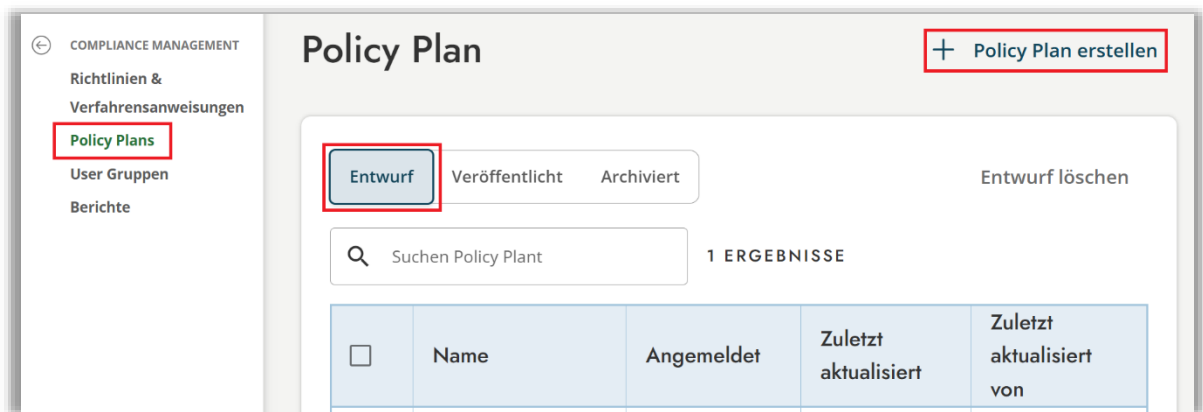 COMPLIANCE MANAGEMENT
Richtlinien &
Verfahrensanweisungen
Policy Plans
User Gruppen
Berichte
Policy Plan
+ Policy Plan erstellen
Entwurf
Veröffentlicht
Archiviert
Entwurf löschen
Suchen Policy Plant
1 ERGEBNISSE
Name
Angemeldet
Zuletzt
aktualisiert
Zuletzt
aktualisiert
von